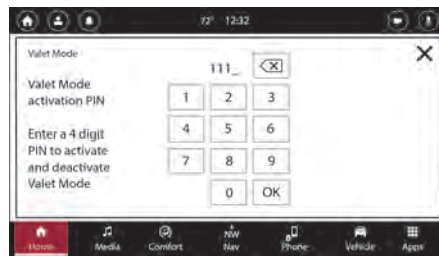 72° 12:32
Valet Mode
111_
Valet Mode
activation PIN
Enter a 4 digit
PIN to activate
and deactivate
Valet Mode
1 2 3
4 5 6
7 8 9
0 OK
Home Media Comfort Nav Phone Vehicle Apps
NW